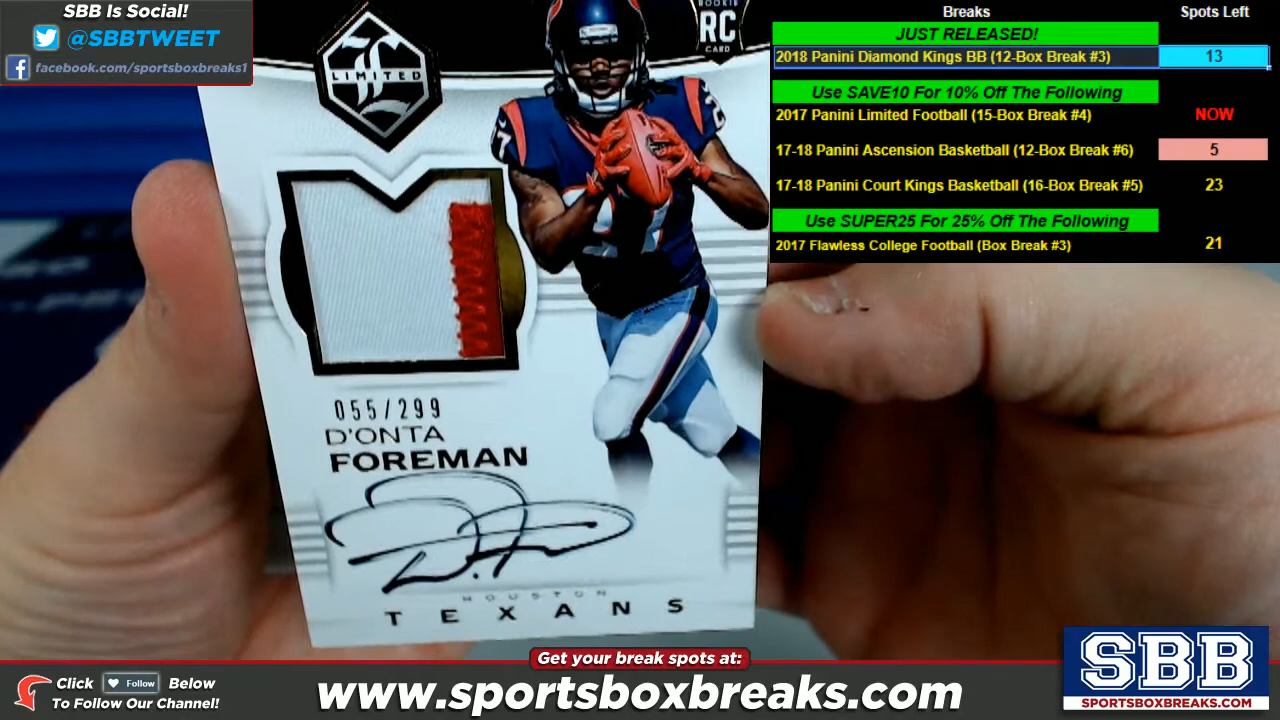 SBB Is Social!
@SBBTWEET
facebook.com/sportsboxbreaks1
LIMITED
ROOKIE
RC
CARD
27
055/299
D'ONTA
FOREMAN
HOUSTON
TEXANS
Breaks Spots Left
JUST RELEASED!
2018 Panini Diamond Kings BB (12-Box Break #3) 13
Use SAVE10 For 10% Off The Following
2017 Panini Limited Football (15-Box Break #4) NOW
17-18 Panini Ascension Basketball (12-Box Break #6) 5
17-18 Panini Court Kings Basketball (16-Box Break #5) 23
Use SUPER25 For 25% Off The Following
2017 Flawless College Football (Box Break #3) 21
Get your break spots at:
Click Follow Below
To Follow Our Channel!
www.sportsboxbreaks.com
SBB
SPORTSBOXBREAKS.COM